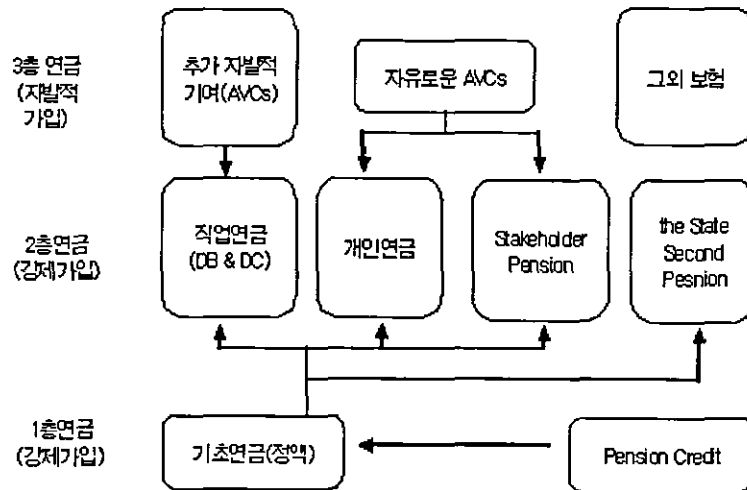 3층 연금
(자발적
가입)
추가 자발적
기여(AVCs)
자유로운 AVCs
그외 보험
2층연금
(강제가입)
직업연금
(DB & DC)
개인연금
Stakeholder
Pension
the State
Second
Pesnion
1층연금
(강제가입)
기초연금(정액)
Pension Credit